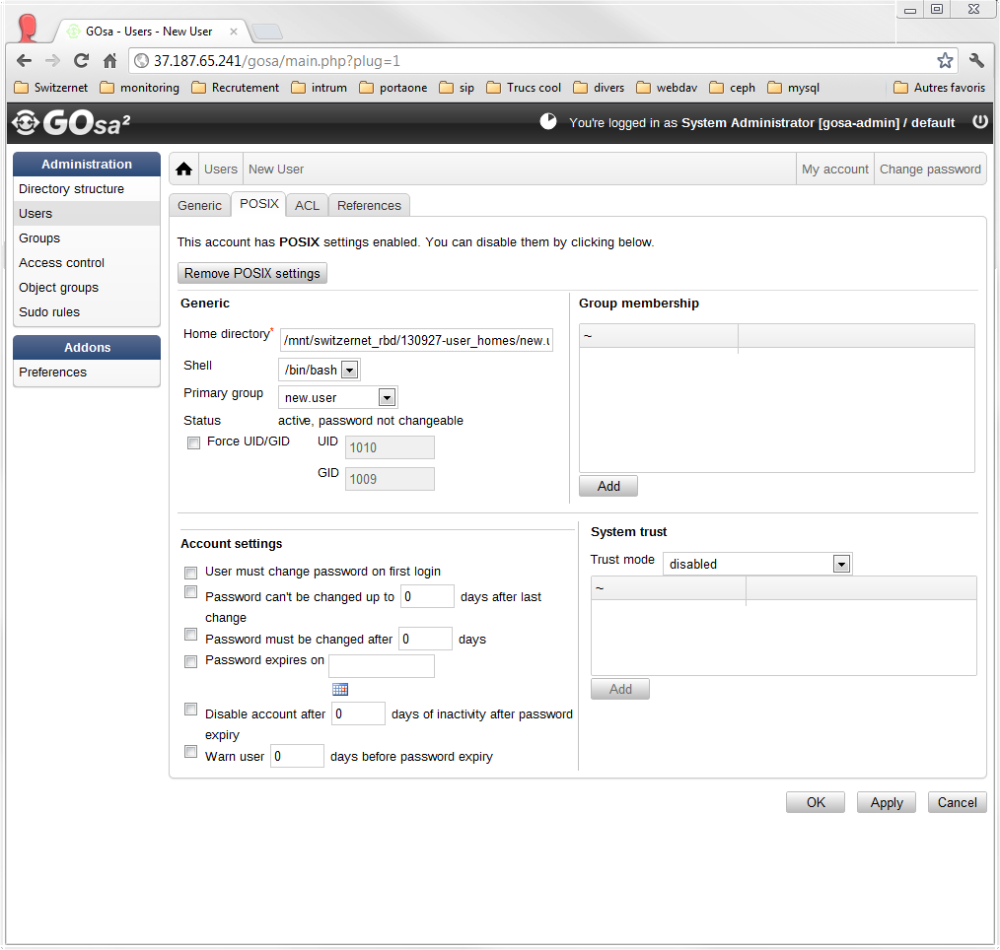 GOsa - Users - New User
37.187.65.241/gosa/main.php?plug=1
Switzernet monitoring Recrutement intrum portaone sip Trucs cool divers webdav ceph mysql Autres favoris
GOsa² You're logged in as System Administrator [gosa-admin] / default
Administration
Directory structure
Users
Groups
Access control
Object groups
Sudo rules
Addons
Preferences
Users New User My account Change password
Generic POSIX ACL References
This account has POSIX settings enabled. You can disable them by clicking below.
Remove POSIX settings
Generic
Home directory* /mnt/switzernet_rbd/130927-user_homes/new.u
Shell /bin/bash
Primary group new.user
Status active, password not changeable
Force UID/GID UID 1010
GID 1009
Group membership
~
Add
Account settings
User must change password on first login
Password can't be changed up to 0 days after last
change
Password must be changed after 0 days
Password expires on
Disable account after 0 days of inactivity after password
expiry
Warn user 0 days before password expiry
System trust
Trust mode disabled
~
Add
OK Apply Cancel